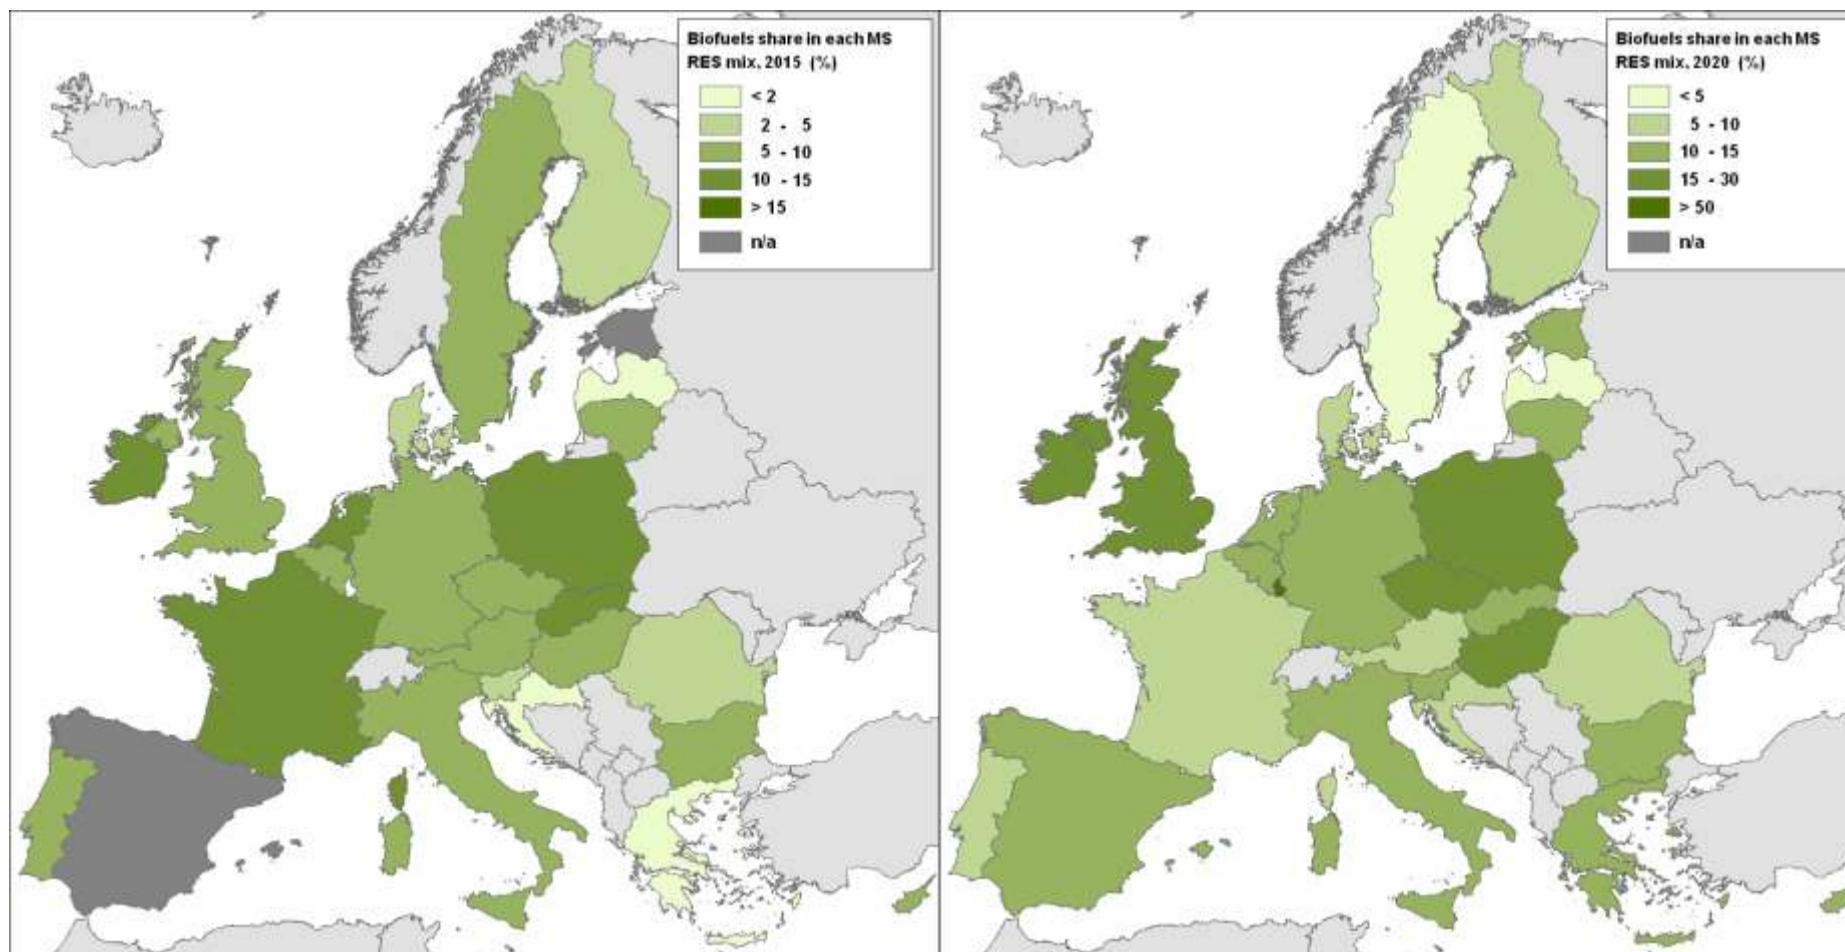 Biofuels share in each MS
RES mix, 2015 (%)
< 2
2 - 5
5 - 10
10 - 15
> 15
n/a
Biofuels share in each MS
RES mix, 2020 (%)
< 5
5 - 10
10 - 15
15 - 30
> 50
n/a